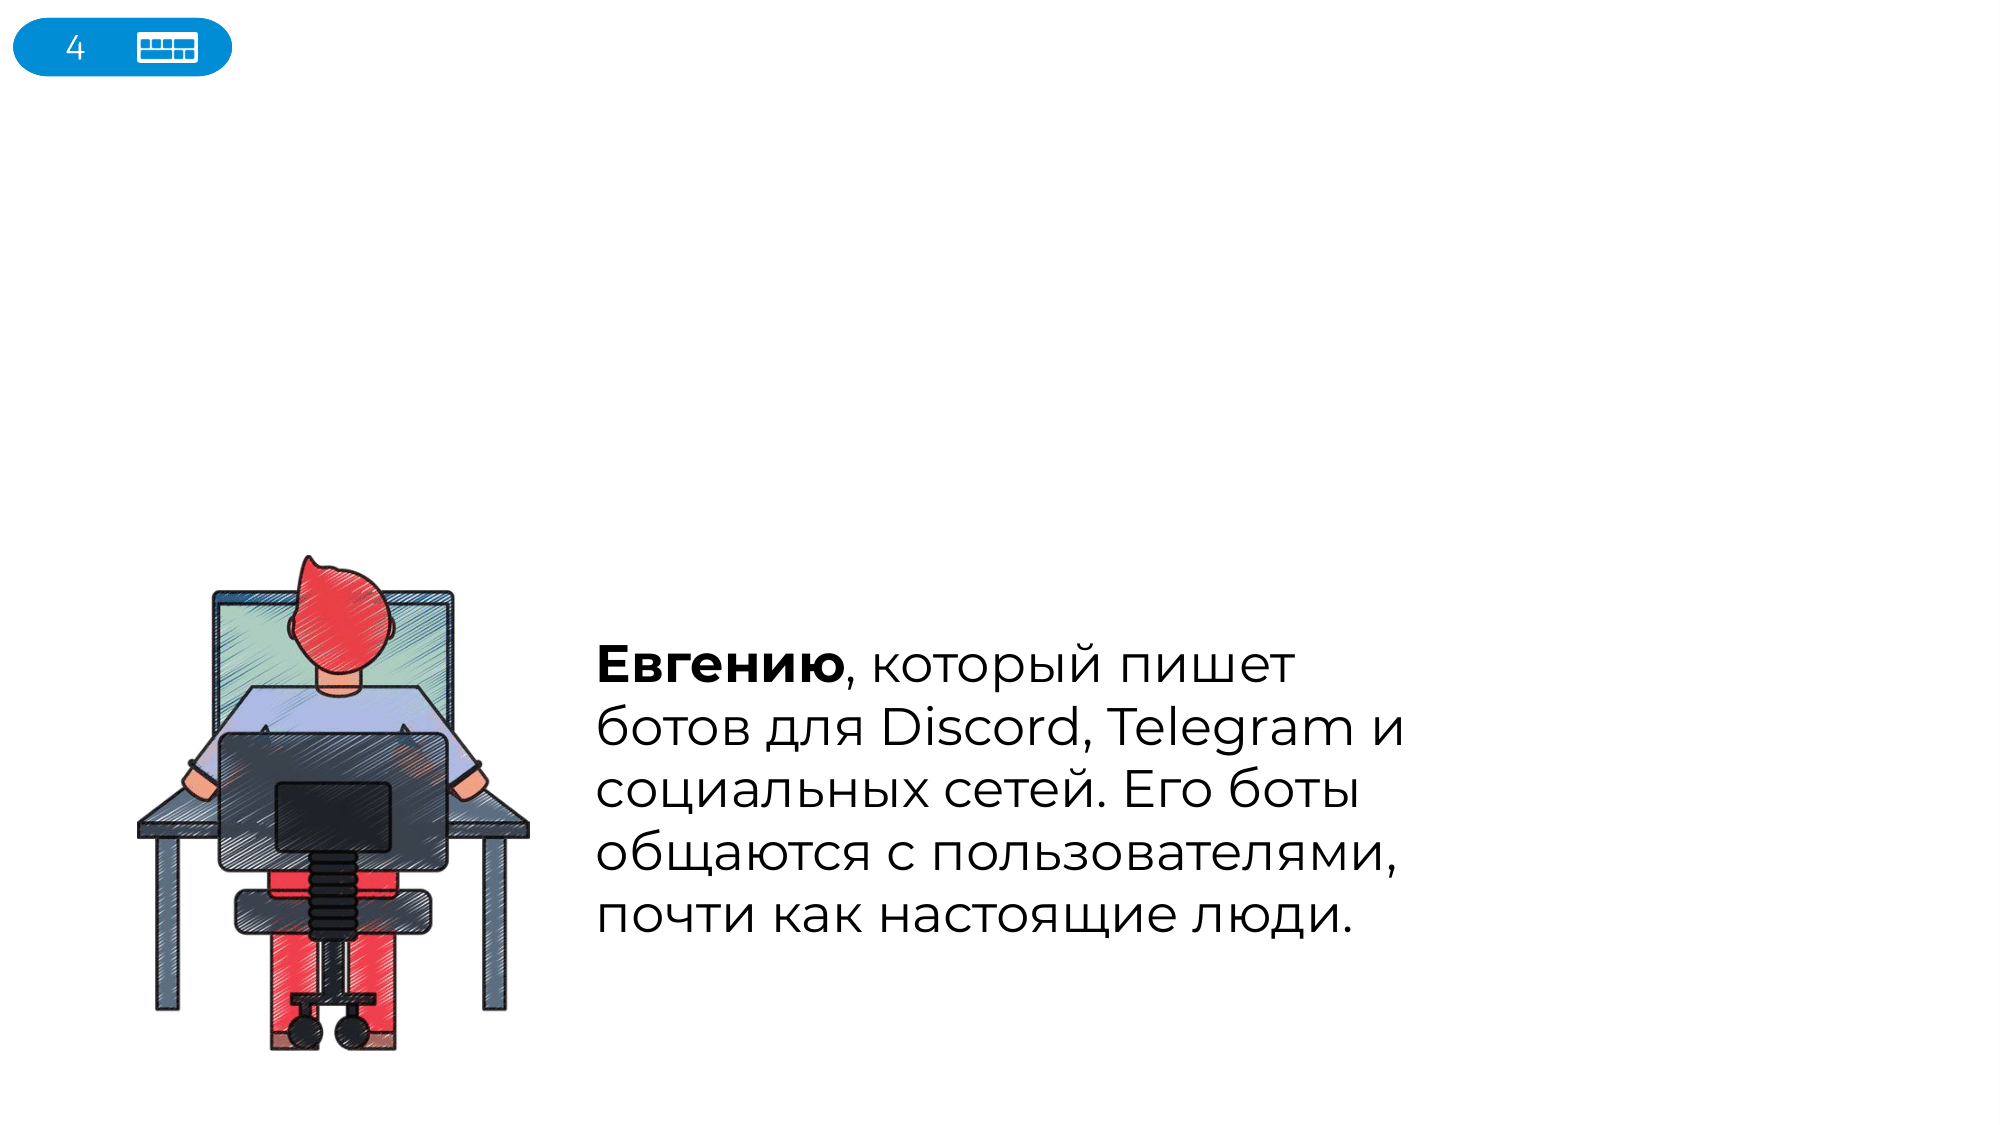 4
Евгению, который пишет
ботов для Discord, Telegram и
социальных сетей. Его боты
общаются с пользователями,
почти как настоящие люди.